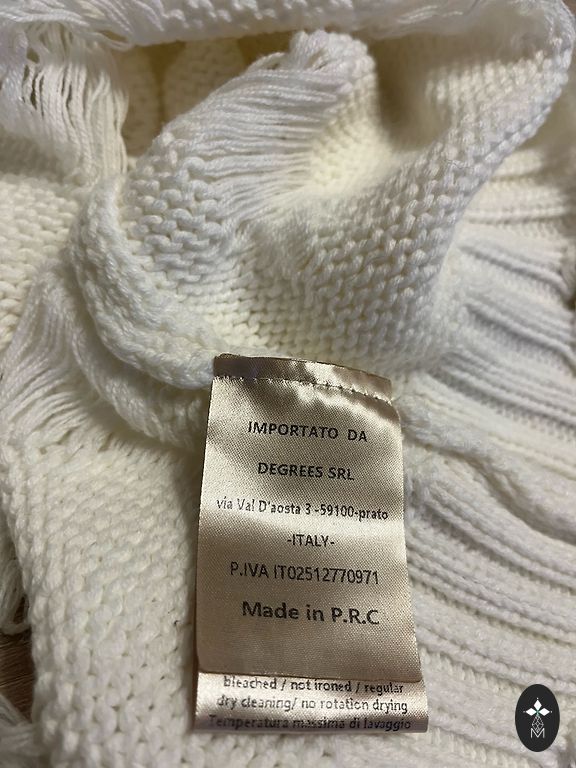 IMPORTATO DA
DEGREES SRL
via Val D'aosta 3 -59100-prato
-ITALY-
P.IVA IT02512770971
Made in P.R.C
bleached / not ironed / regular
dry cleaning/ no rotation drying
Temperatura massima di lavaggio
M